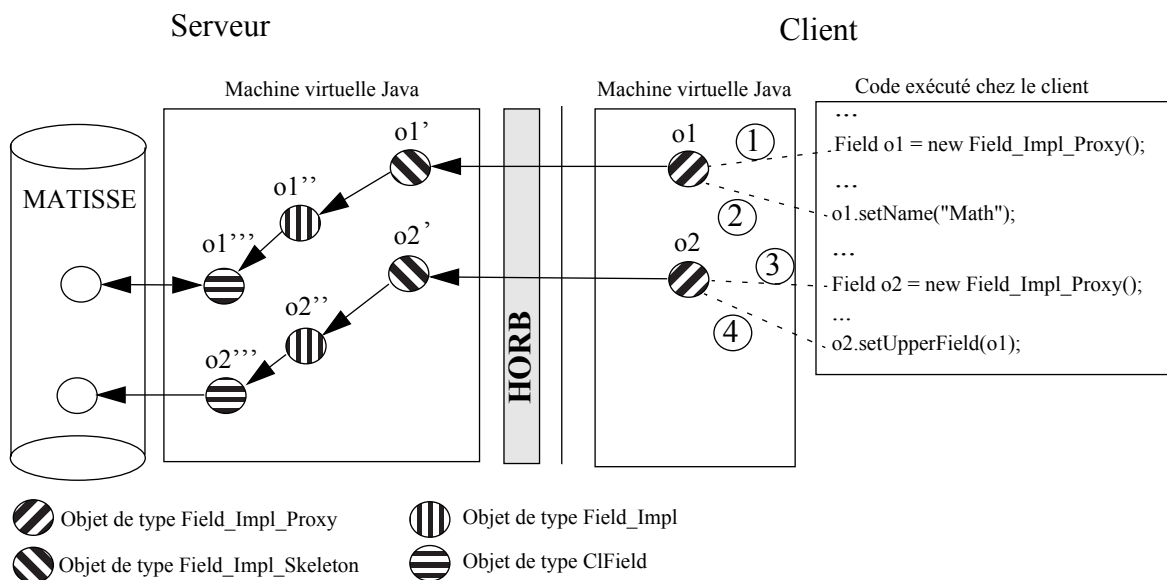 Serveur
Client
Machine virtuelle Java
Machine virtuelle Java
Code exécuté chez le client
MATISSE
o1'
o1''
o1'''
o2'
o2''
o2'''
HORB
o1
o2
1
2
3
4
...
Field o1 = new Field_Impl_Proxy();
...
o1.setName("Math");
...
Field o2 = new Field_Impl_Proxy();
...
o2.setUpperField(o1);
Objet de type Field_Impl_Proxy
Objet de type Field_Impl
Objet de type Field_Impl_Skeleton
Objet de type ClField